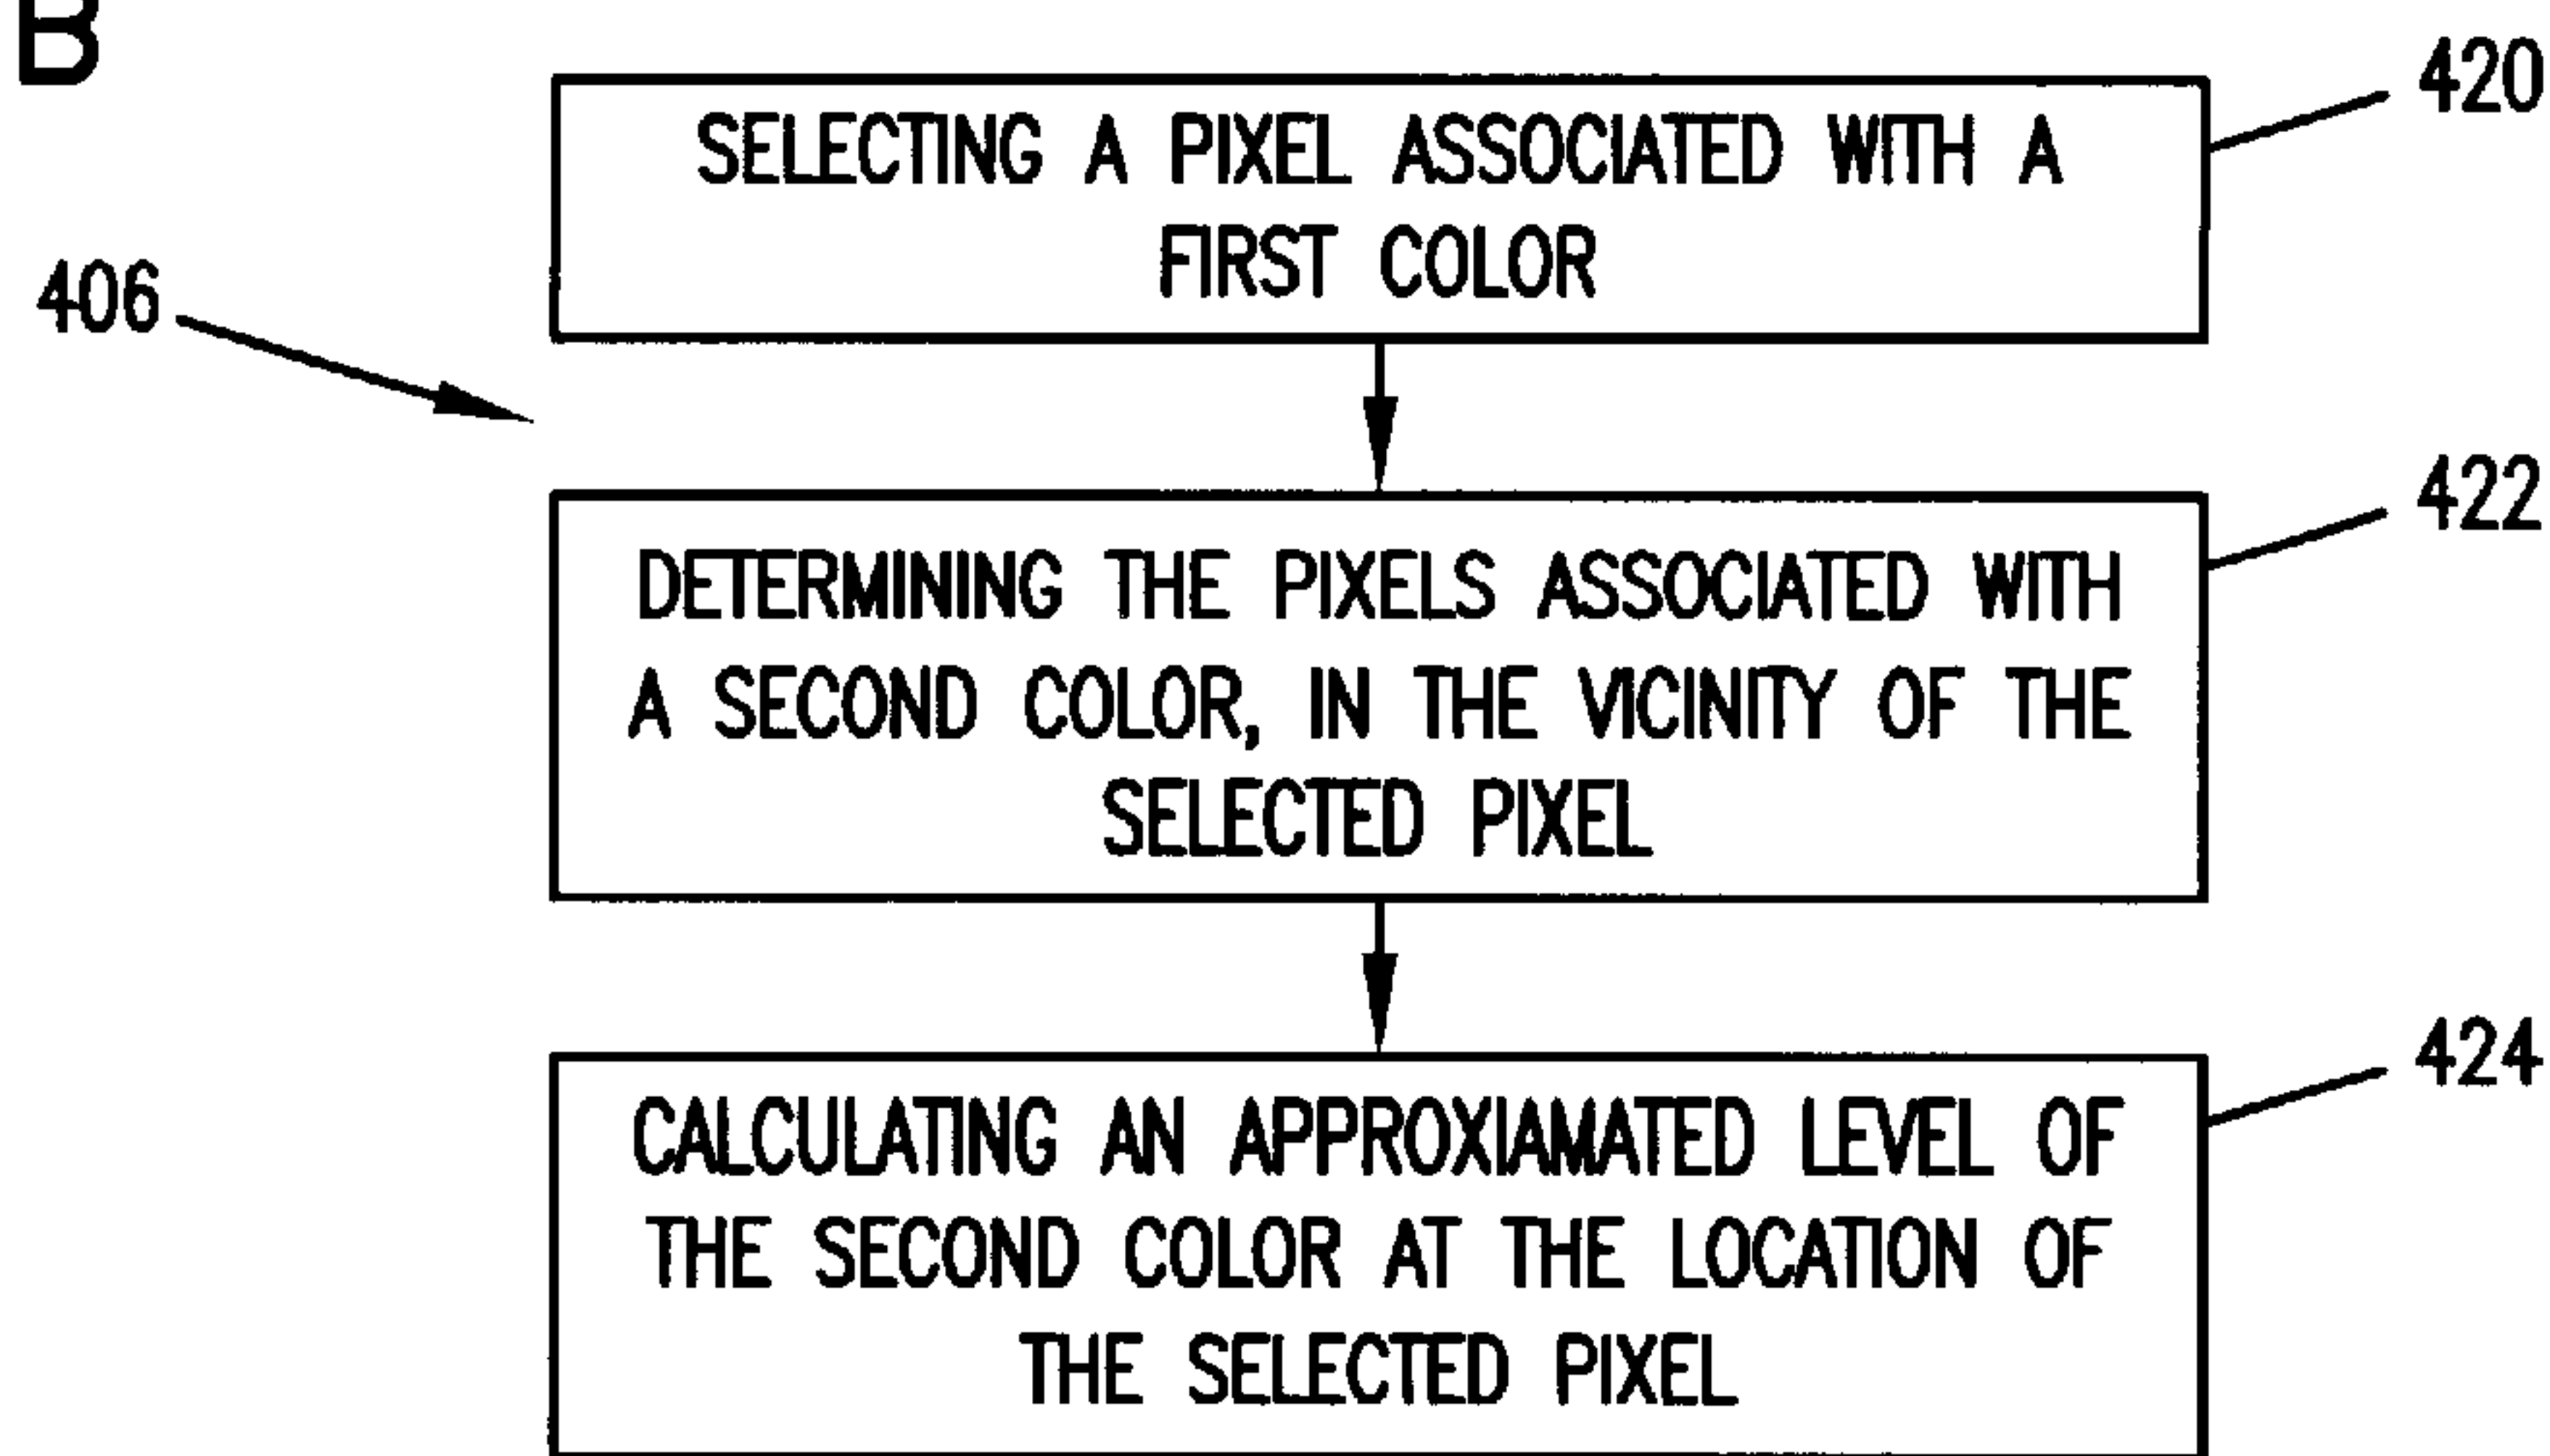 B
420
SELECTING A PIXEL ASSOCIATED WITH A
FIRST COLOR
406
422
DETERMINING THE PIXELS ASSOCIATED WITH
A SECOND COLOR, IN THE VICINITY OF THE
SELECTED PIXEL
424
CALCULATING AN APPROXIAMATED LEVEL OF
THE SECOND COLOR AT THE LOCATION OF
THE SELECTED PIXEL